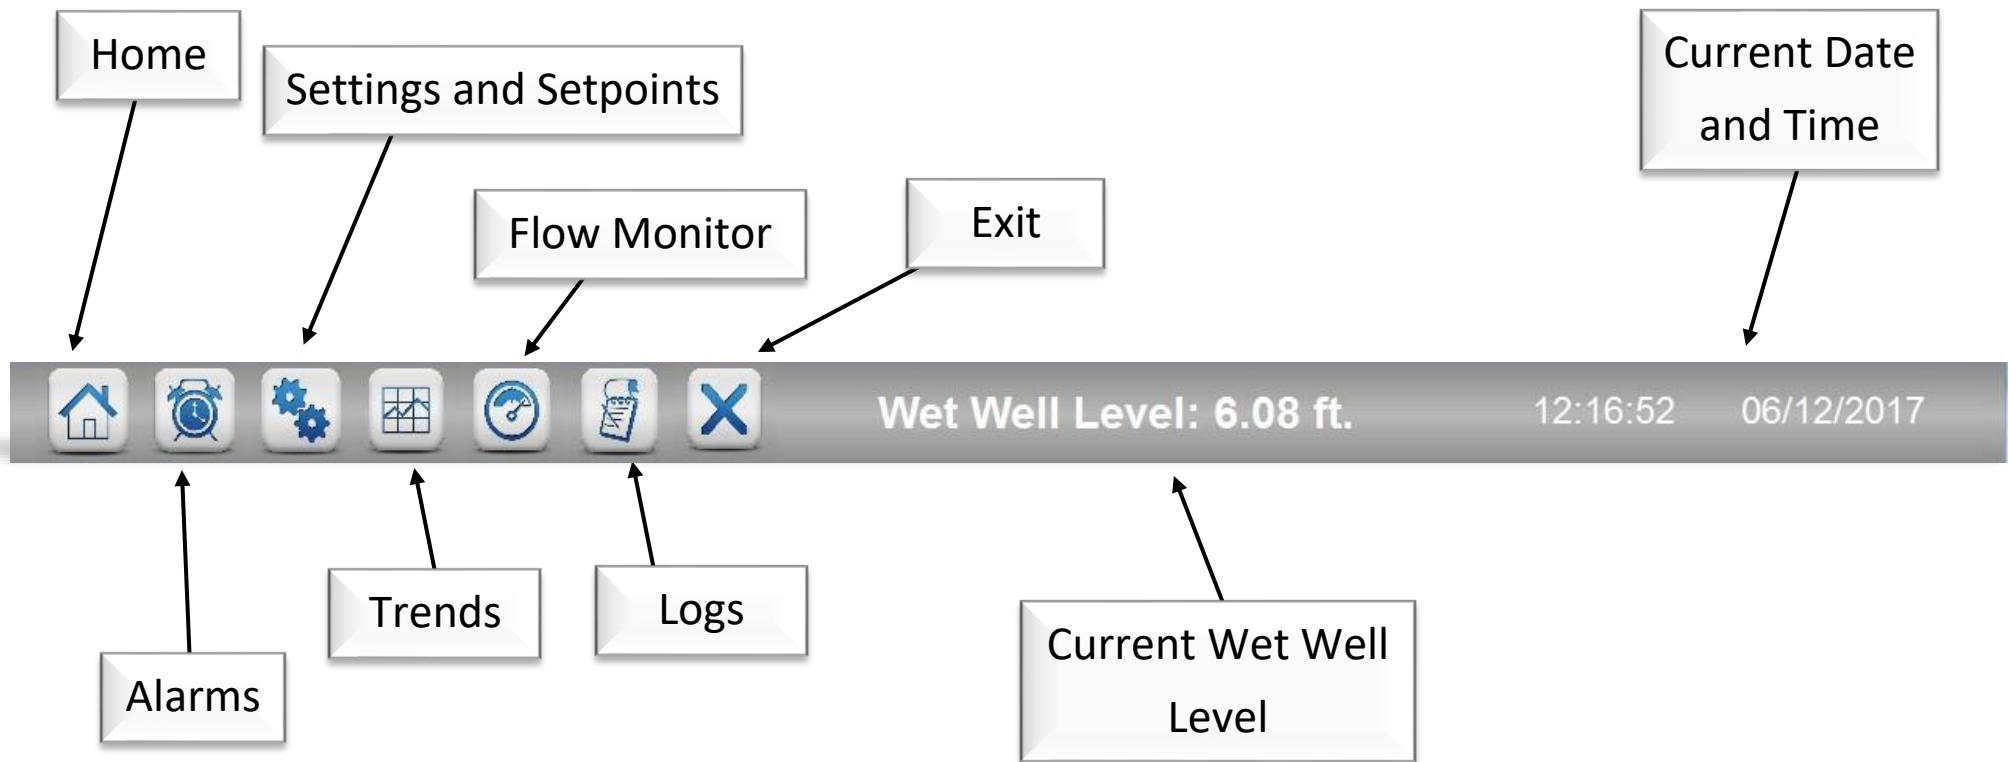 Home
Settings and Setpoints
Current Date
and Time
Flow Monitor
Exit
Wet Well Level: 6.08 ft.
12:16:52
06/12/2017
Trends
Logs
Alarms
Current Wet Well
Level